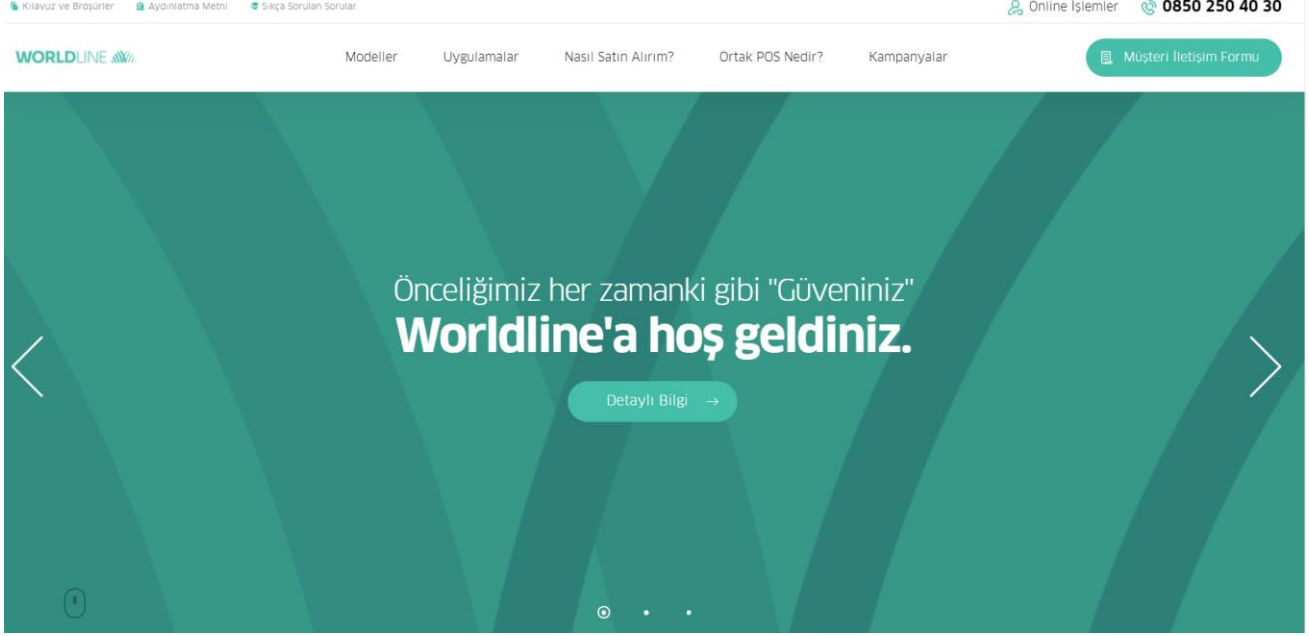 Kılavuz ve Broşürler Aydınlatma Metni Sıkça Sorulan Sorular Online İşlemler 0850 250 40 30
WORLDLINE Modeller Uygulamalar Nasıl Satın Alırım? Ortak POS Nedir? Kampanyalar Müşteri İletişim Formu
Önceliğimiz her zamanki gibi "Güveniniz"
Worldline'a hoş geldiniz.
Detaylı Bilgi →